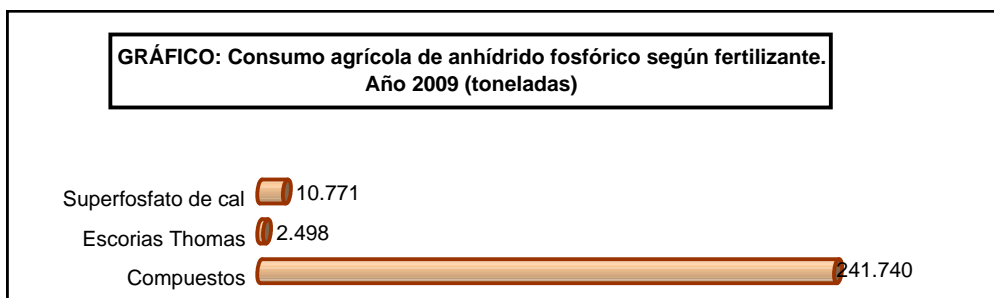 GRÁFICO: Consumo agrícola de anhídrido fosfórico según fertilizante.
Año 2009 (toneladas)
Superfosfato de cal 10.771
Escorias Thomas 2.498
Compuestos 241.740